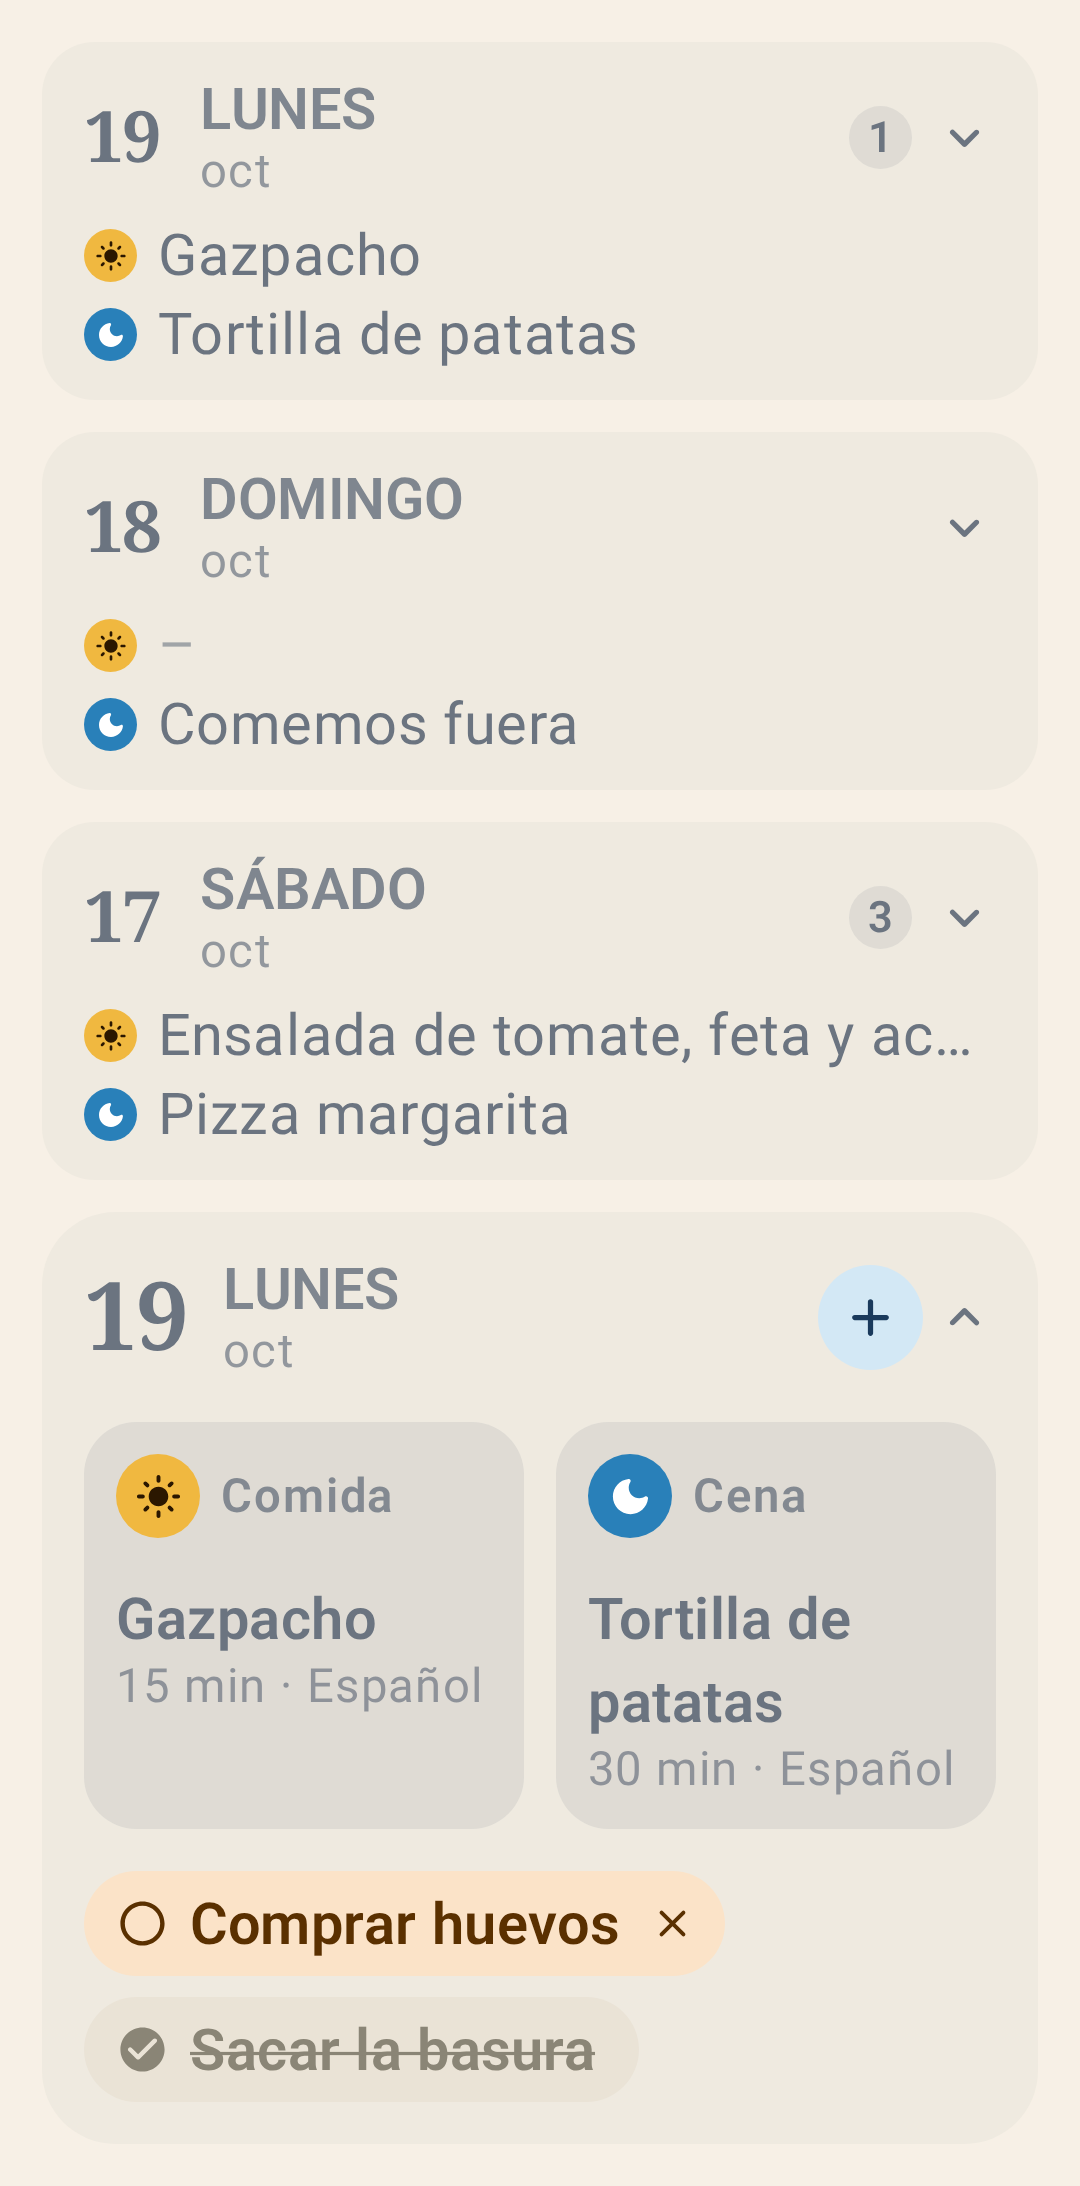 19 LUNES 1
oct
Gazpacho
Tortilla de patatas
18 DOMINGO
oct
–
Comemos fuera
17 SÁBADO 3
oct
Ensalada de tomate, feta y ac...
Pizza margarita
19 LUNES
oct
Comida
Gazpacho
15 min · Español
Cena
Tortilla de
patatas
30 min · Español
Comprar huevos
Sacar la basura